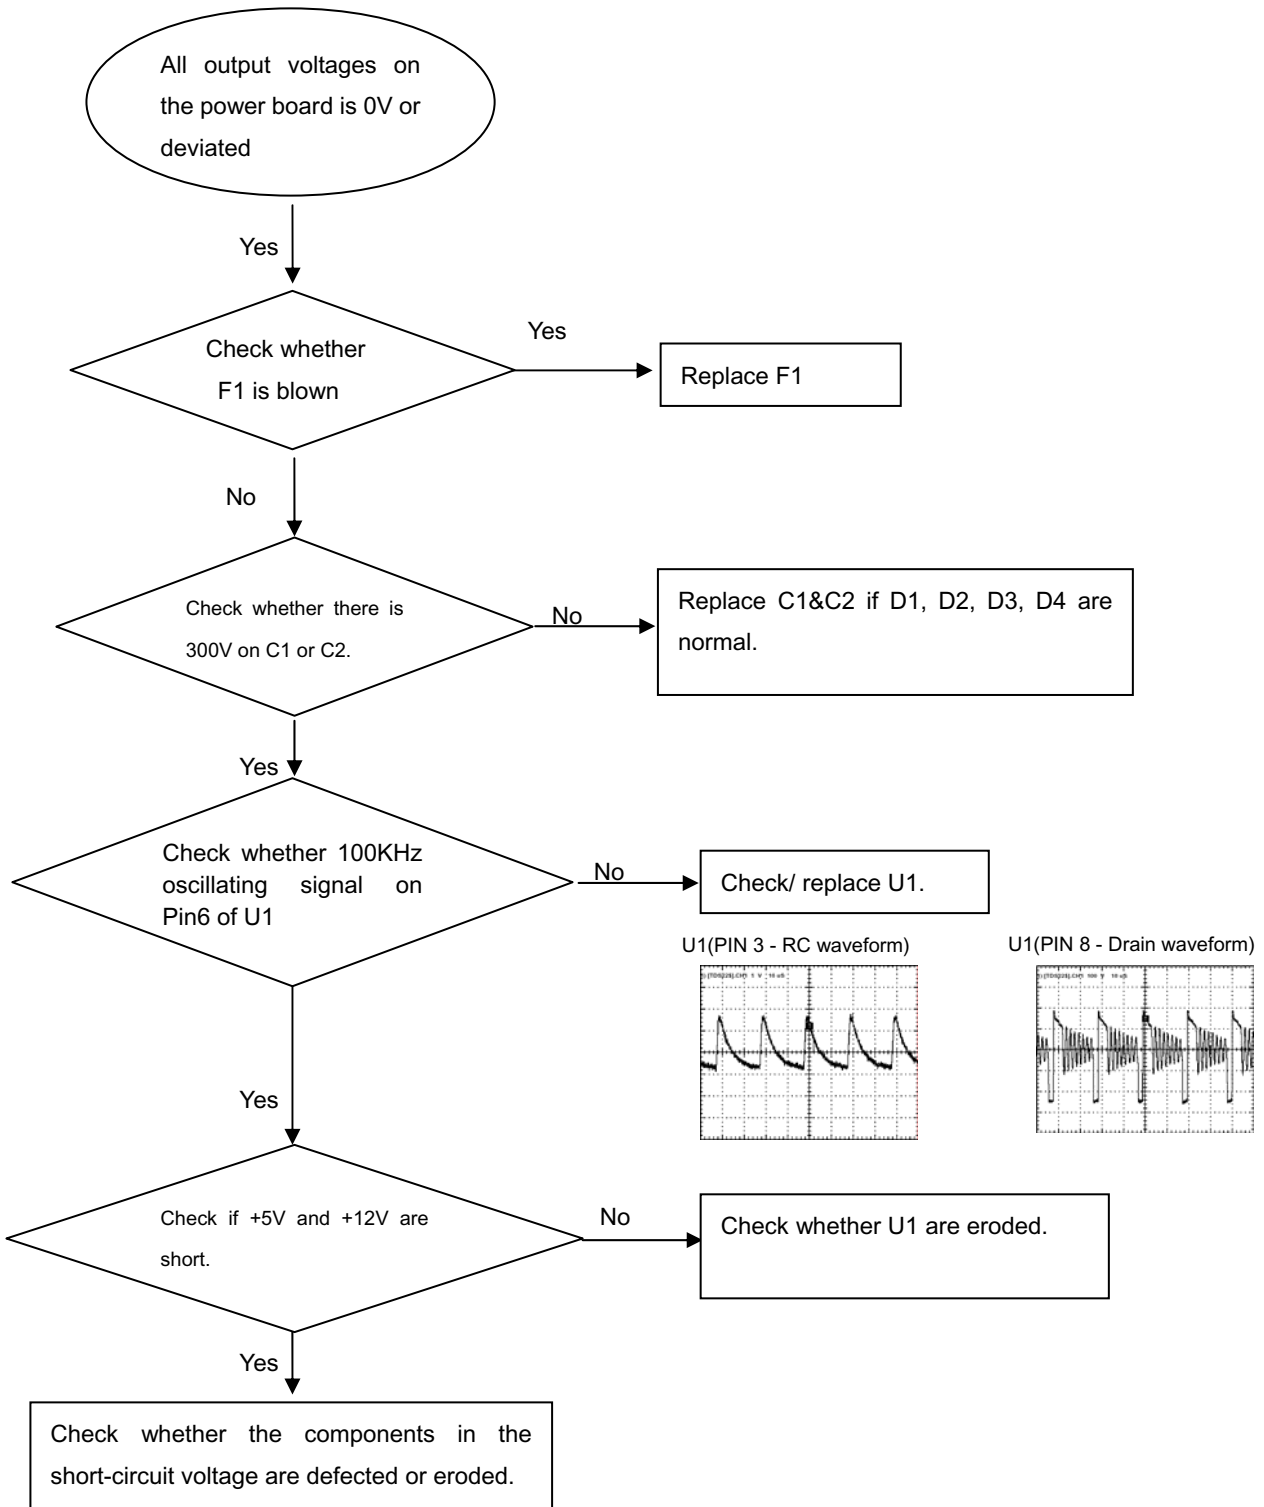 All output voltages on
the power board is 0V or
deviated
Yes
Check whether
F1 is blown
Yes
Replace F1
No
Check whether there is
300V on C1 or C2.
No
Replace C1&C2 if D1, D2, D3, D4 are
normal.
Yes
Check whether 100KHz
oscillating signal on
Pin6 of U1
No
Check/ replace U1.
U1(PIN 3 - RC waveform)
U1(PIN 8 - Drain waveform)
Yes
Check if +5V and +12V are
short.
No
Check whether U1 are eroded.
Yes
Check whether the components in the
short-circuit voltage are defected or eroded.